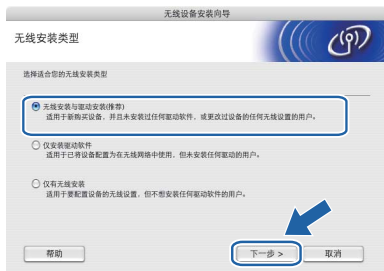 无线设备安装向导
无线安装类型
选择适合您的无线安装类型
无线安装与驱动安装(推荐)
适用于新购买设备，并且未安装过任何驱动软件，或更改过设备的任何无线设置的用户。
仅安装驱动软件
适用于已将设备配置为在无线网络中使用，但未安装任何驱动的用户。
仅有无线安装
适用于要配置设备的无线设置，但不想安装任何驱动软件的用户。
帮助
下一步 >
取消